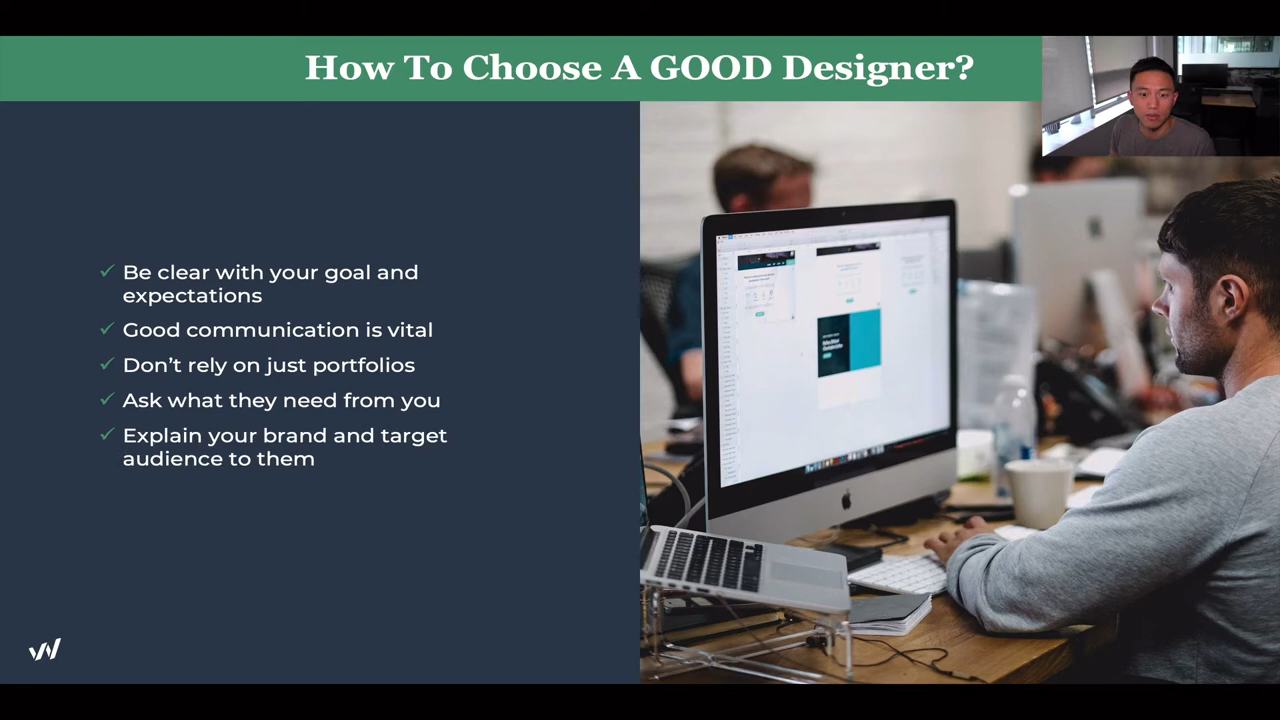 How To Choose A GOOD Designer?
Be clear with your goal and
expectations
Good communication is vital
Don’t rely on just portfolios
Ask what they need from you
Explain your brand and target
audience to them